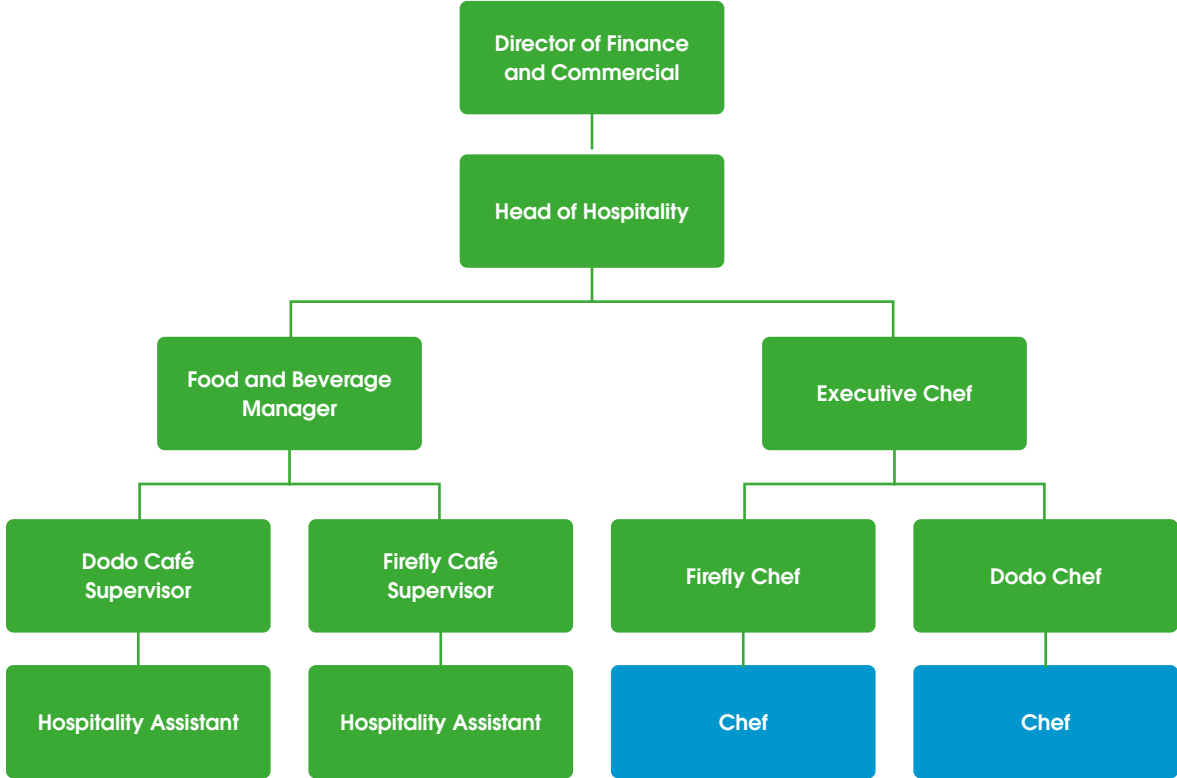 Director of Finance
and Commercial
Head of Hospitality
Food and Beverage
Manager
Executive Chef
Dodo Café
Supervisor
Firefly Café
Supervisor
Firefly Chef
Dodo Chef
Hospitality Assistant
Hospitality Assistant
Chef
Chef